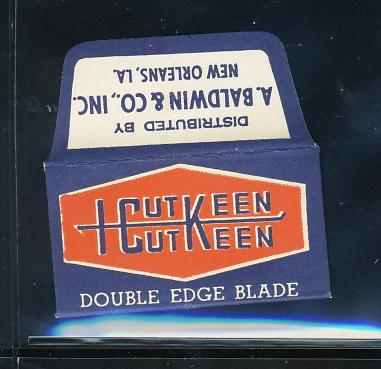 DISTRIBUTED BY
A. BALDWIN & CO., INC.
NEW ORLEANS, LA.
CUTKEEN
CUTKEEN
DOUBLE EDGE BLADE